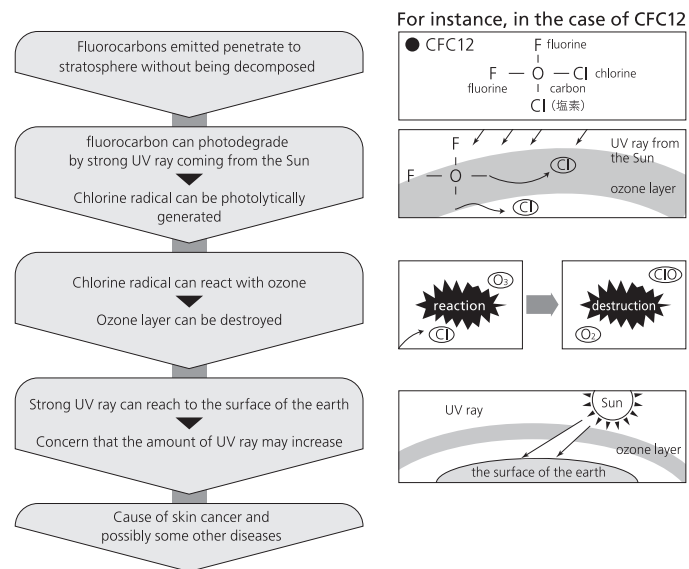 Fluorocarbons emitted penetrate to
stratosphere without being decomposed
fluorocarbon can photodegrade
by strong UV ray coming from the Sun
Chlorine radical can be photolytically
generated
Chlorine radical can react with ozone
Ozone layer can be destroyed
Strong UV ray can reach to the surface of the earth
Concern that the amount of UV ray may increase
Cause of skin cancer and
possibly some other diseases
For instance, in the case of CFC12
● CFC12
F fluorine
F — O — Cl chlorine
fluorine carbon
Cl (塩素)
F
UV ray from
the Sun
F — O — Cl
ozone layer
Cl
O3
reaction
Cl
ClO
destruction
O2
UV ray
Sun
ozone layer
the surface of the earth